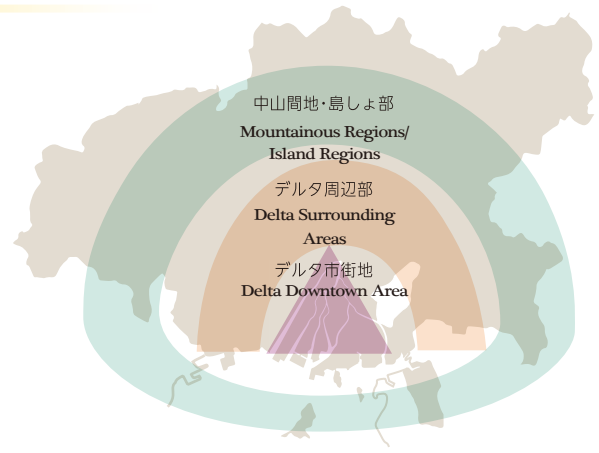 中山間地･島しょ部
Mountainous Regions/
Island Regions
デルタ周辺部
Delta Surrounding
Areas
デルタ市街地
Delta Downtown Area